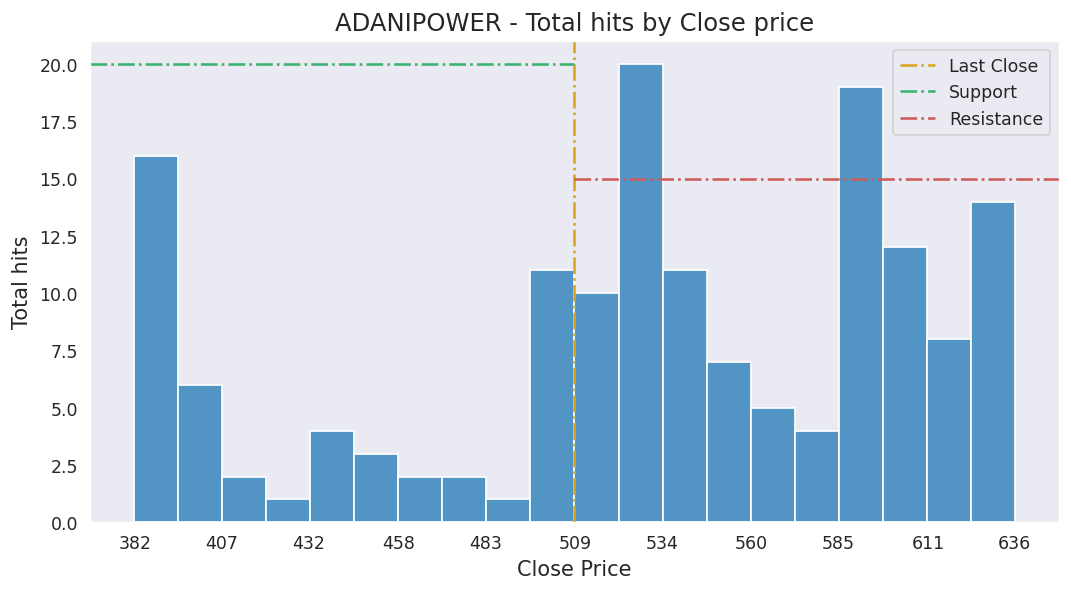 ADANIPOWER - Total hits by Close price
Last Close
Support
Resistance
Total hits
20.0
17.5
15.0
12.5
10.0
7.5
5.0
2.5
0.0
382 407 432 458 483 509 534 560 585 611 636
Close Price